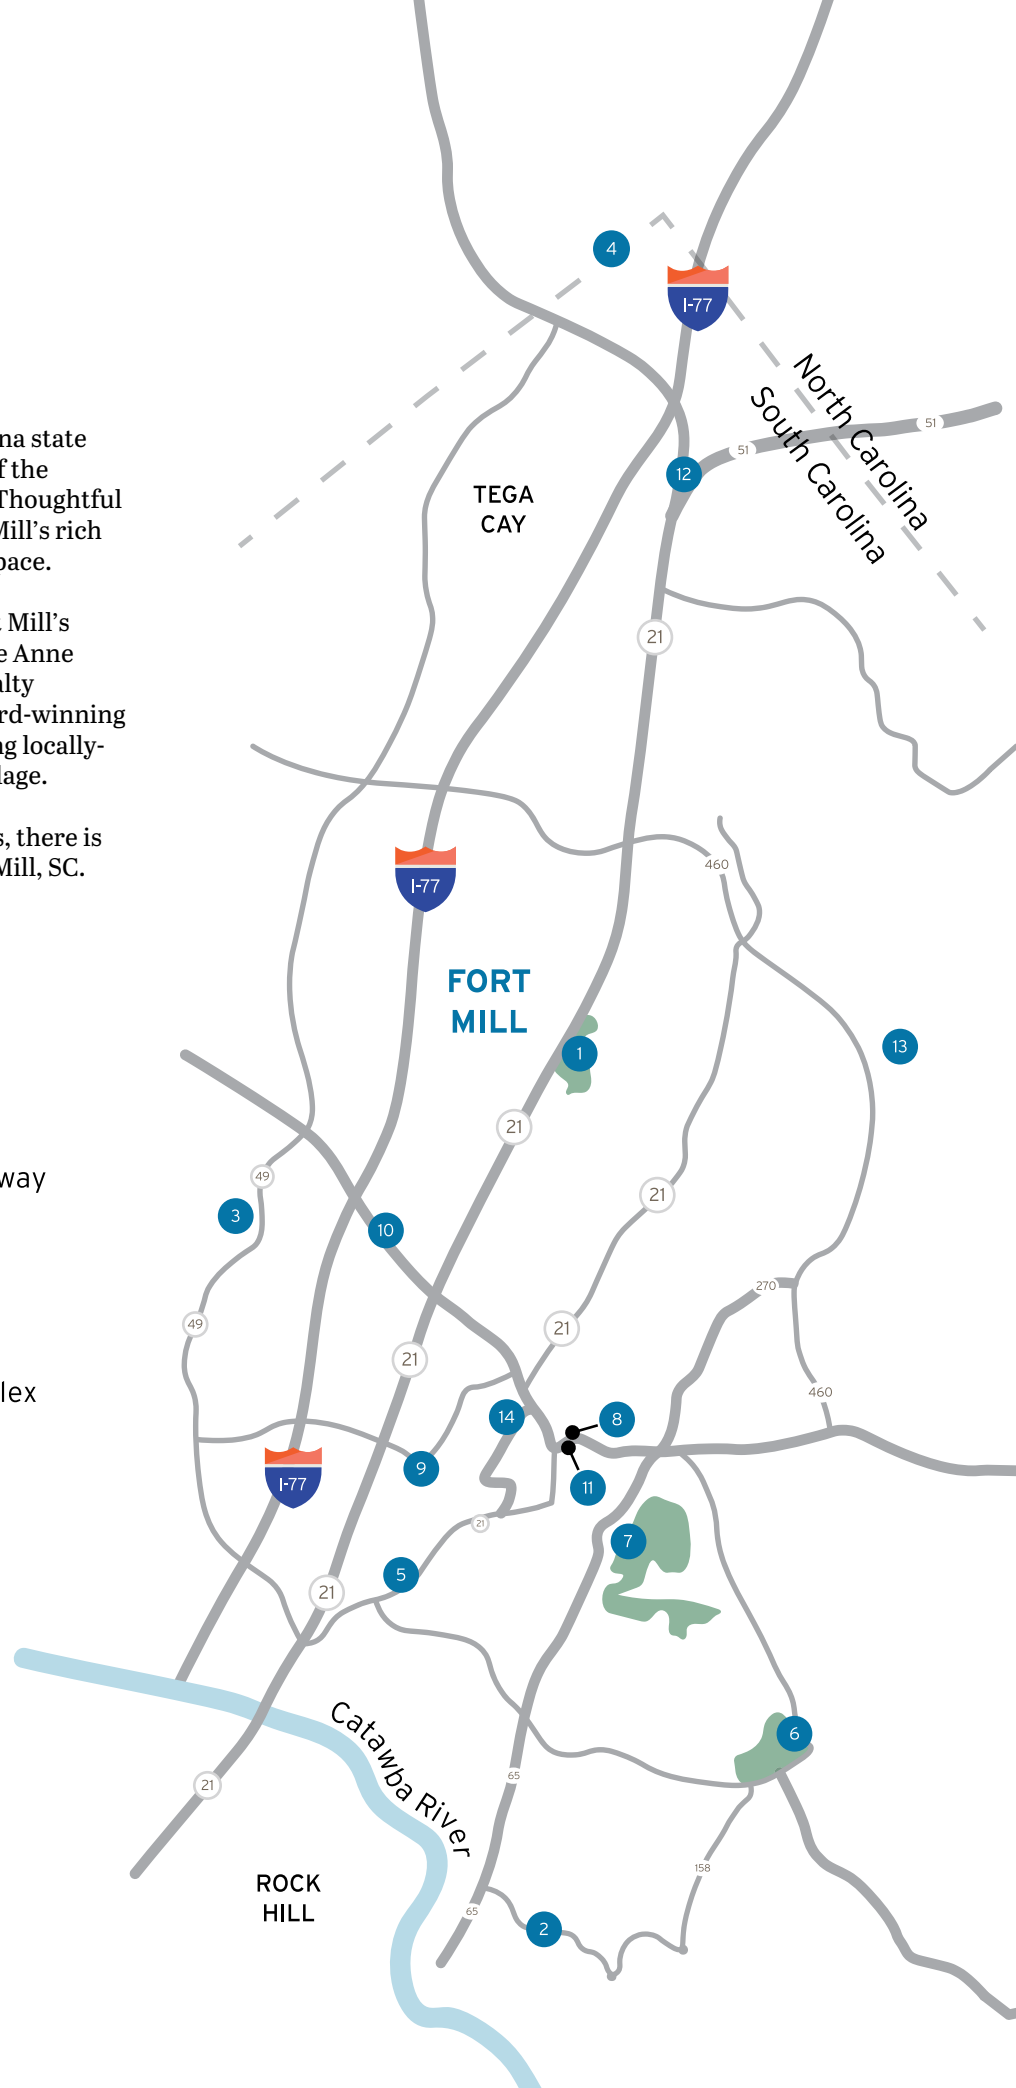 4
I-77
North Carolina
South Carolina
51
51
12
TEGA
CAY
na state
f the
Thoughtful
Mill's rich
pace.
21
t Mill's
e Anne
alty
rd-winning
ng locally-
lage.
s, there is
Mill, SC.
460
I-77
FORT
MILL
1
13
21
way
49
3
21
10
270
49
21
21
lex
460
14
8
9
I-77
11
21
7
5
21
Catawba River
6
65
21
158
ROCK
HILL
65
2